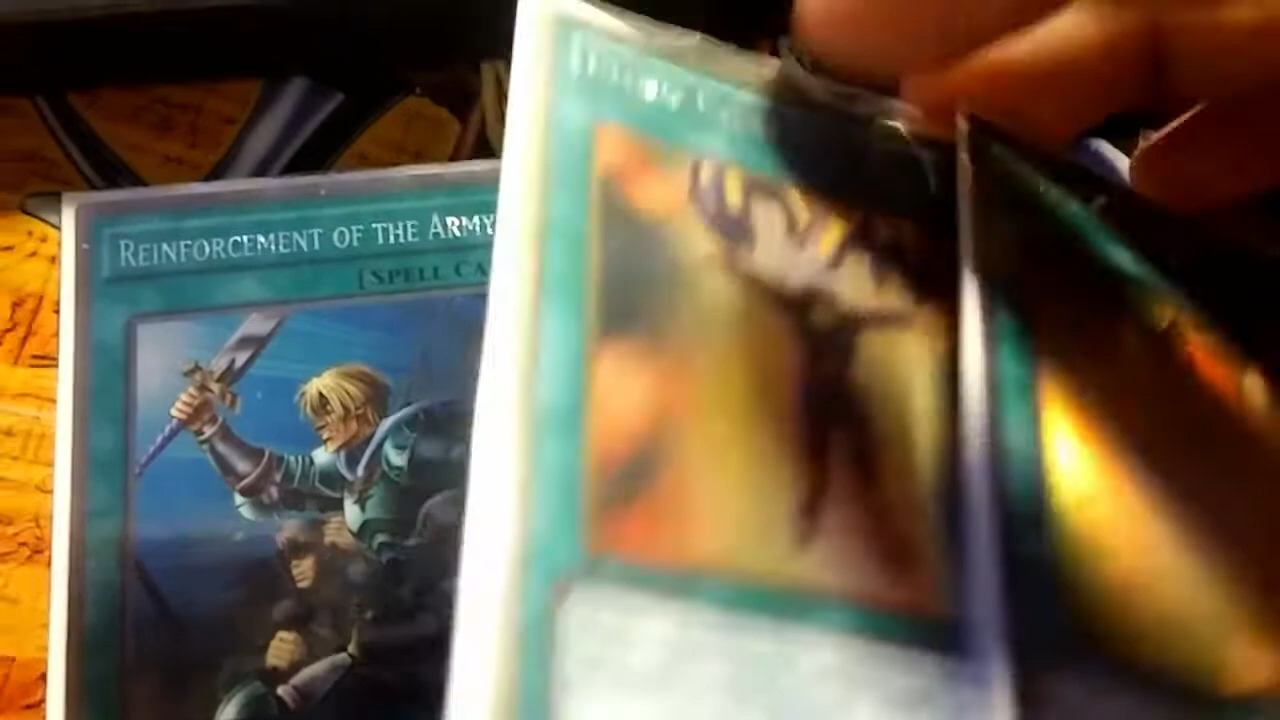 REINFORCEMENT OF THE ARMY
[SPELL CA